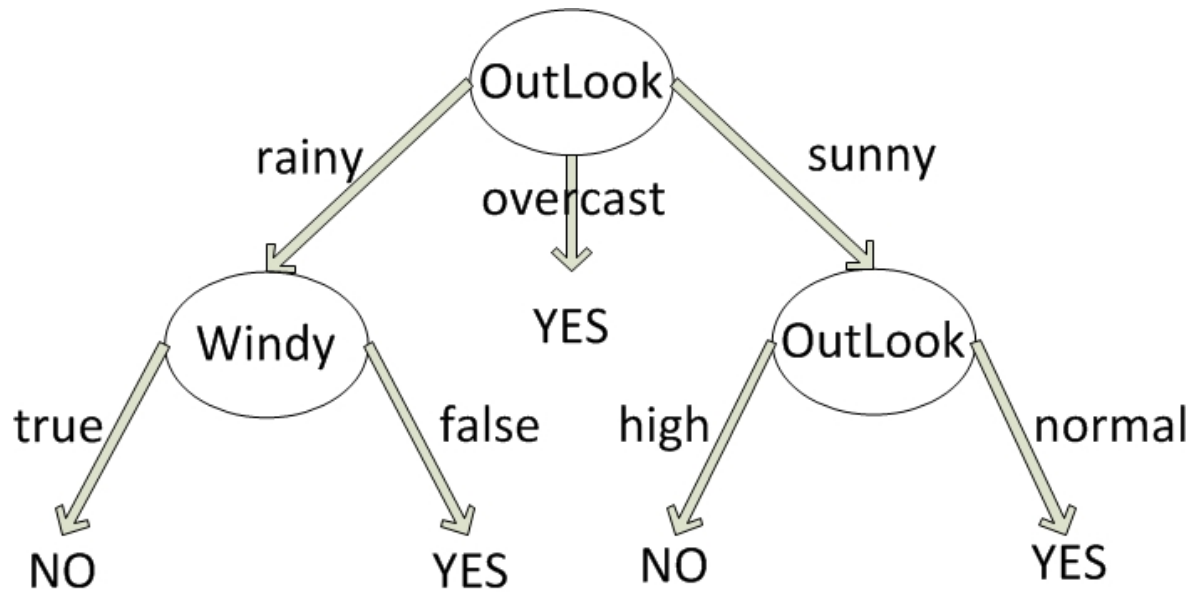 OutLook
rainy
overcast
sunny
Windy
YES
OutLook
true
false
high
normal
NO
YES
NO
YES